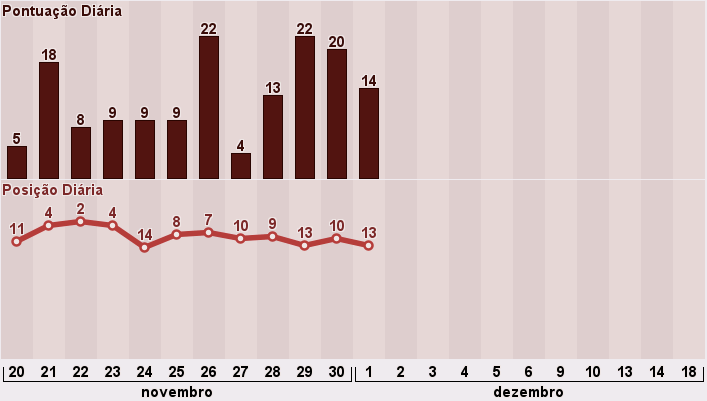 Pontuação Diária
5 18 8 9 9 9 22 4 13 22 20 14
Posição Diária
11 4 2 4 14 8 7 10 9 13 10 13
20 21 22 23 24 25 26 27 28 29 30 1 2 3 4 5 6 9 10 13 14 18
novembro dezembro